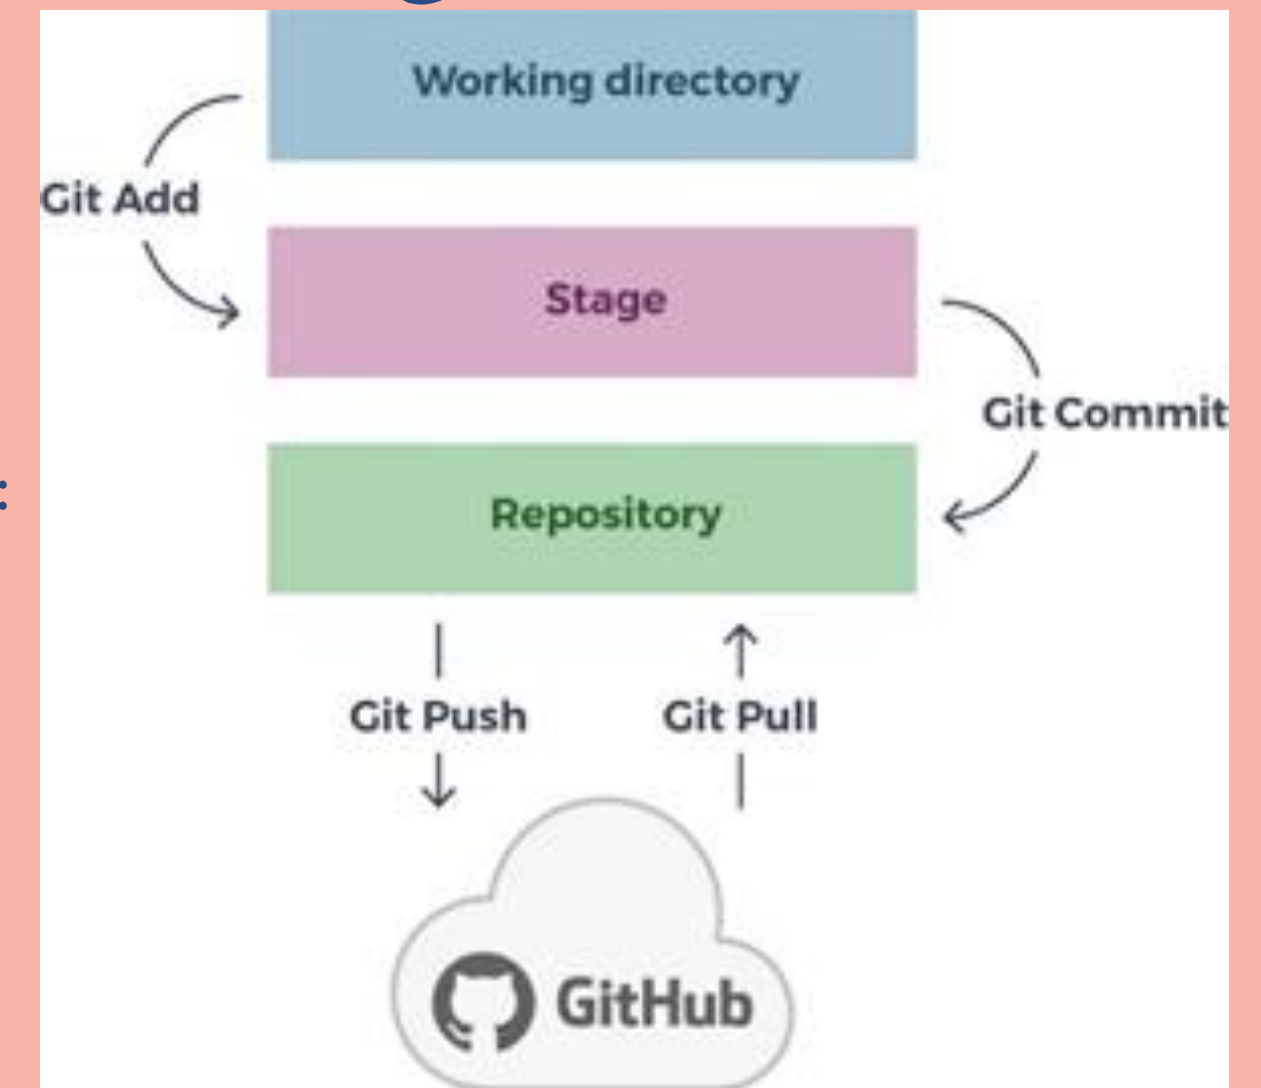 Working directory
Git Add
Stage
Git Commit
Repository
:
Git Push
Git Pull
GitHub